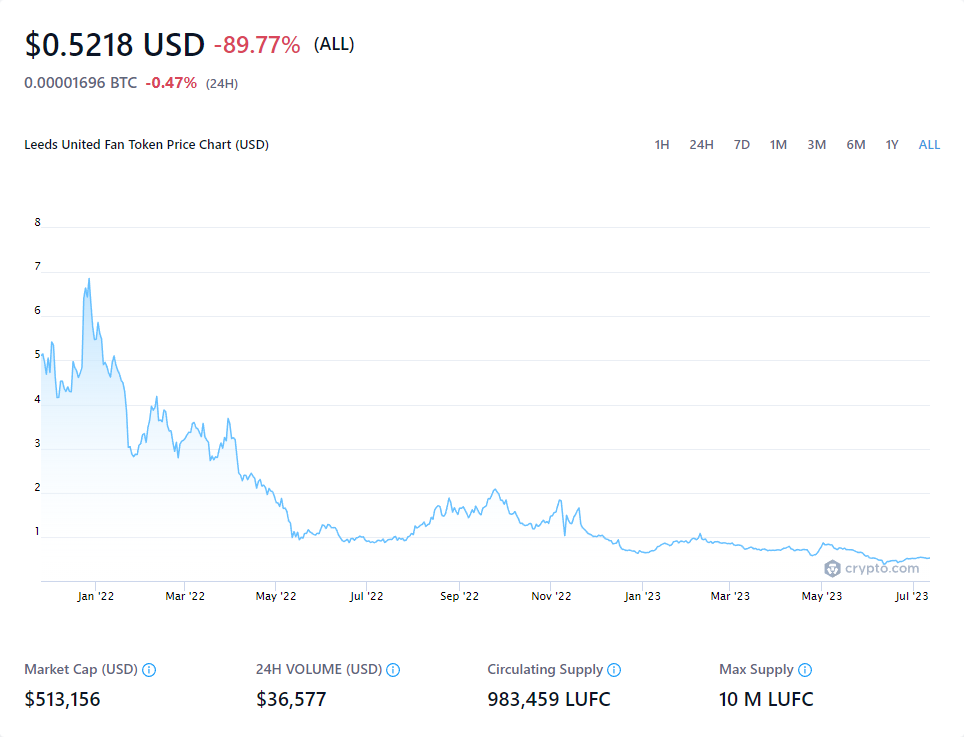 $0.5218 USD -89.77% (ALL)
0.00001696 BTC -0.47% (24H)
Leeds United Fan Token Price Chart (USD) 1H 24H 7D 1M 3M 6M 1Y ALL
8
7
6
5
4
3
2
1
crypto.com
Jan '22 Mar '22 May '22 Jul '22 Sep '22 Nov '22 Jan '23 Mar '23 May '23 Jul '23
Market Cap (USD) 24H VOLUME (USD) Circulating Supply Max Supply
$513,156 $36,577 983,459 LUFC 10 M LUFC